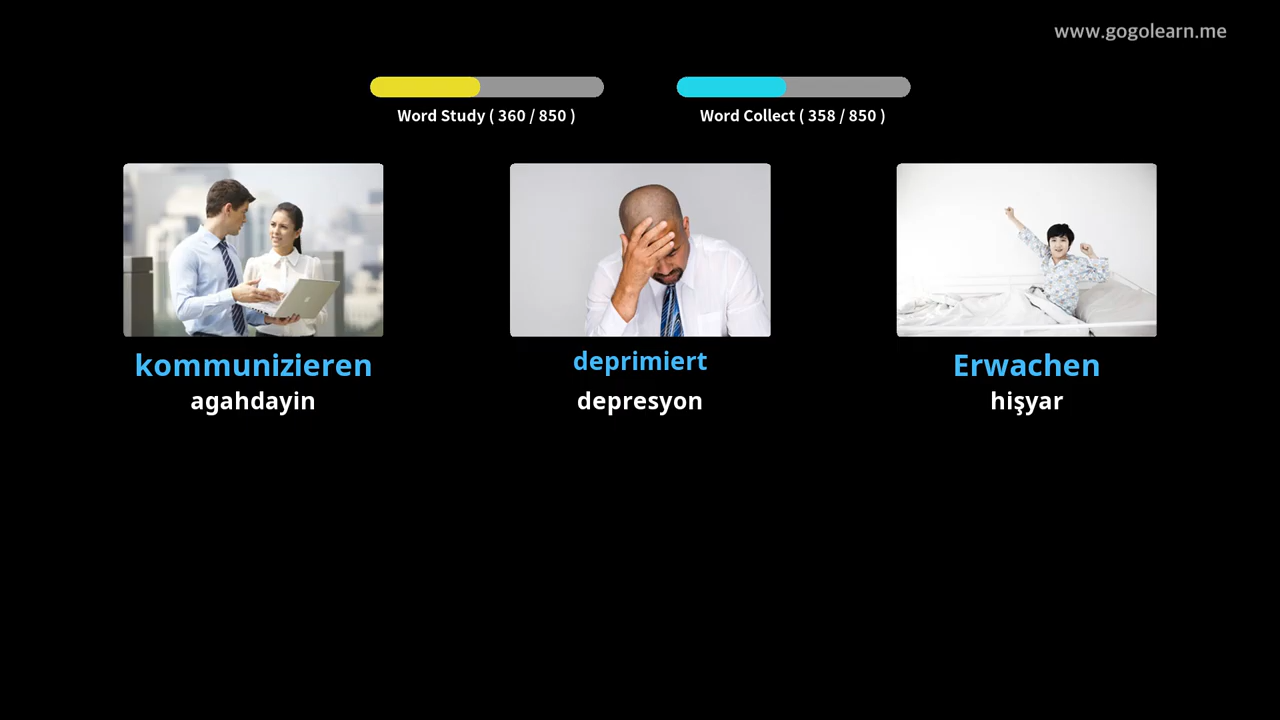 www.gogolearn.me
Word Study ( 360 / 850 )
Word Collect ( 358 / 850 )
kommunizieren
agahdayin
deprimiert
depresyon
Erwachen
hişyar